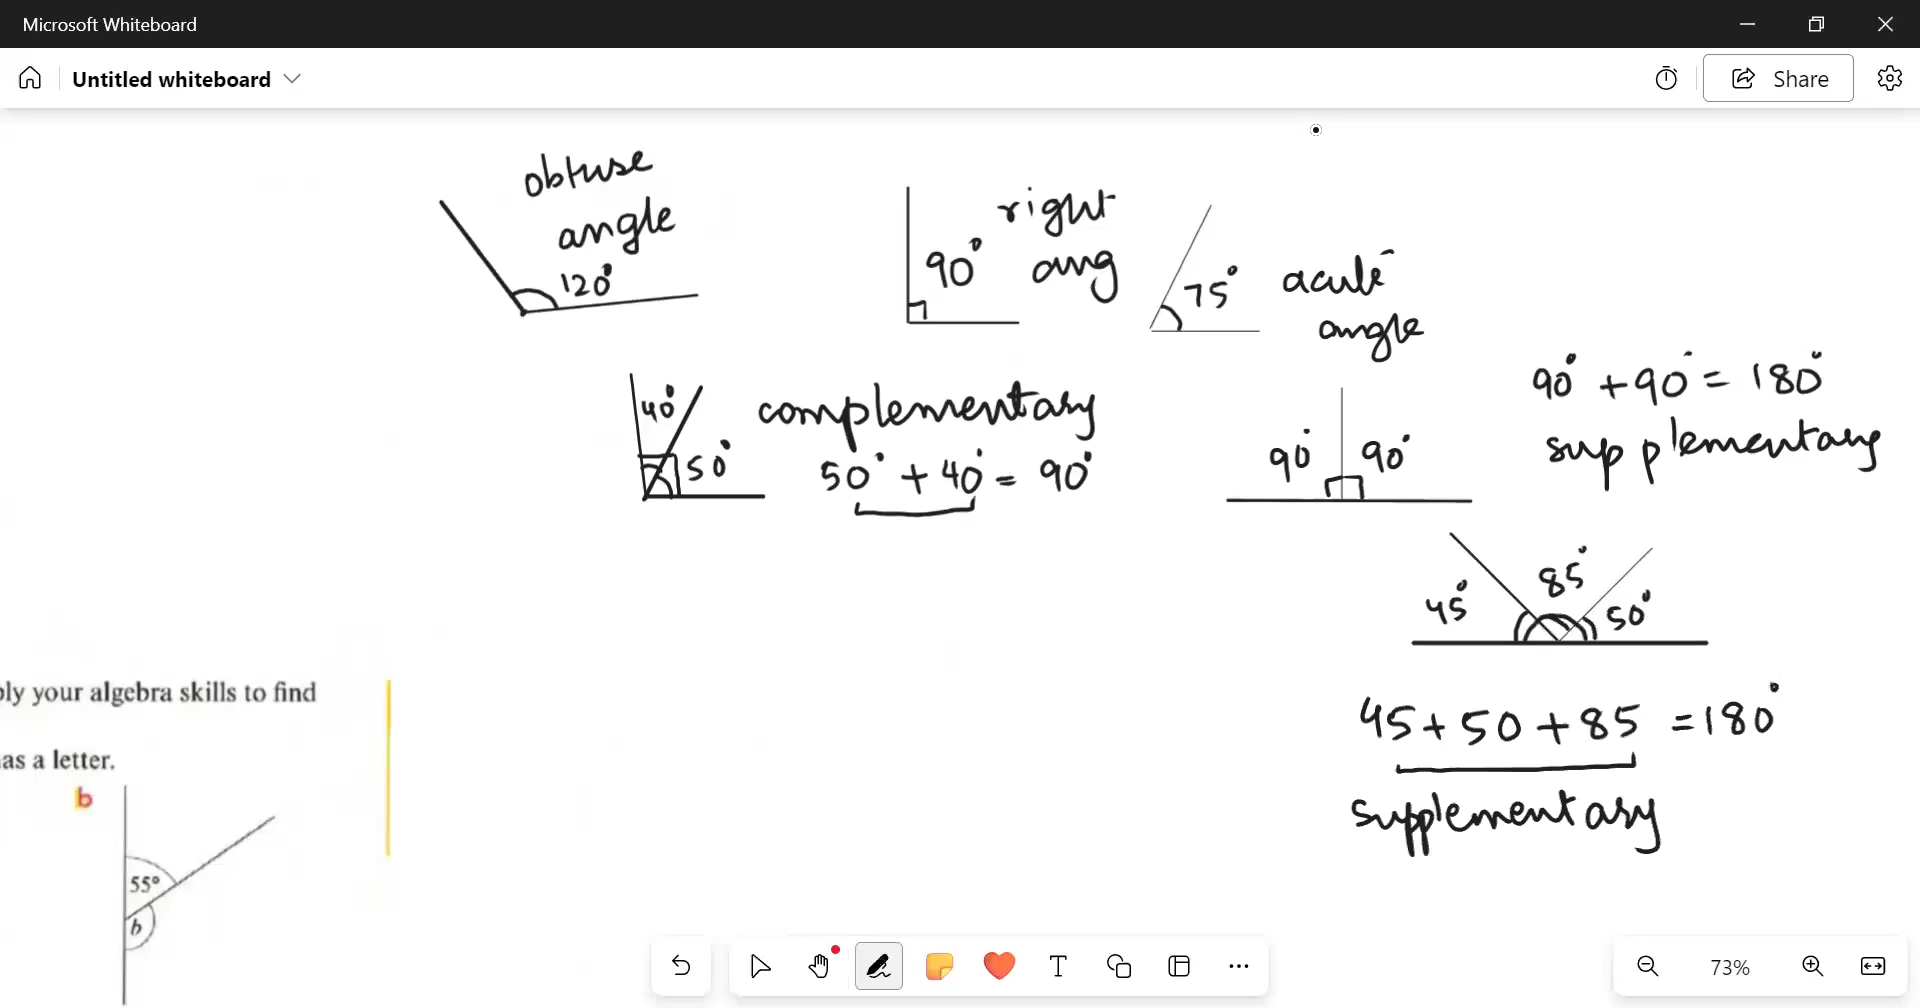 Microsoft Whiteboard
Untitled whiteboard
Share
obtuse
angle
120°
90°
right
ang
75°
acute
angle
40°
50°
complementary
50° + 40° = 90°
90° 90°
90° + 90° = 180°
supplementary
45° 85° 50°
45 + 50 + 85 = 180°
supplementary
ply your algebra skills to find
as a letter.
b
55°
b
73%